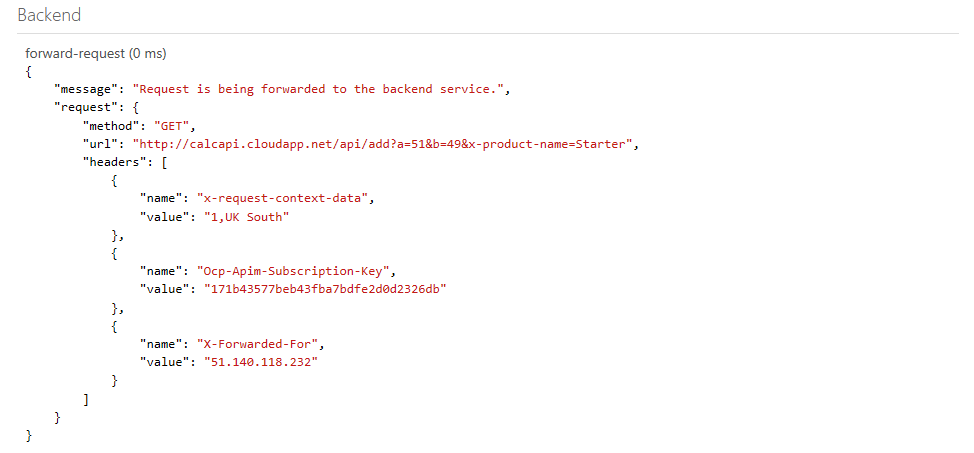 Backend
forward-request (0 ms)
{
    "message": "Request is being forwarded to the backend service.",
    "request": {
        "method": "GET",
        "url": "http://calcapi.cloudapp.net/api/add?a=51&b=49&x-product-name=Starter",
        "headers": [
            {
                "name": "x-request-context-data",
                "value": "1,UK South"
            },
            {
                "name": "Ocp-Apim-Subscription-Key",
                "value": "171b43577beb43fba7bdfe2d0d2326db"
            },
            {
                "name": "X-Forwarded-For",
                "value": "51.140.118.232"
            }
        ]
    }
}